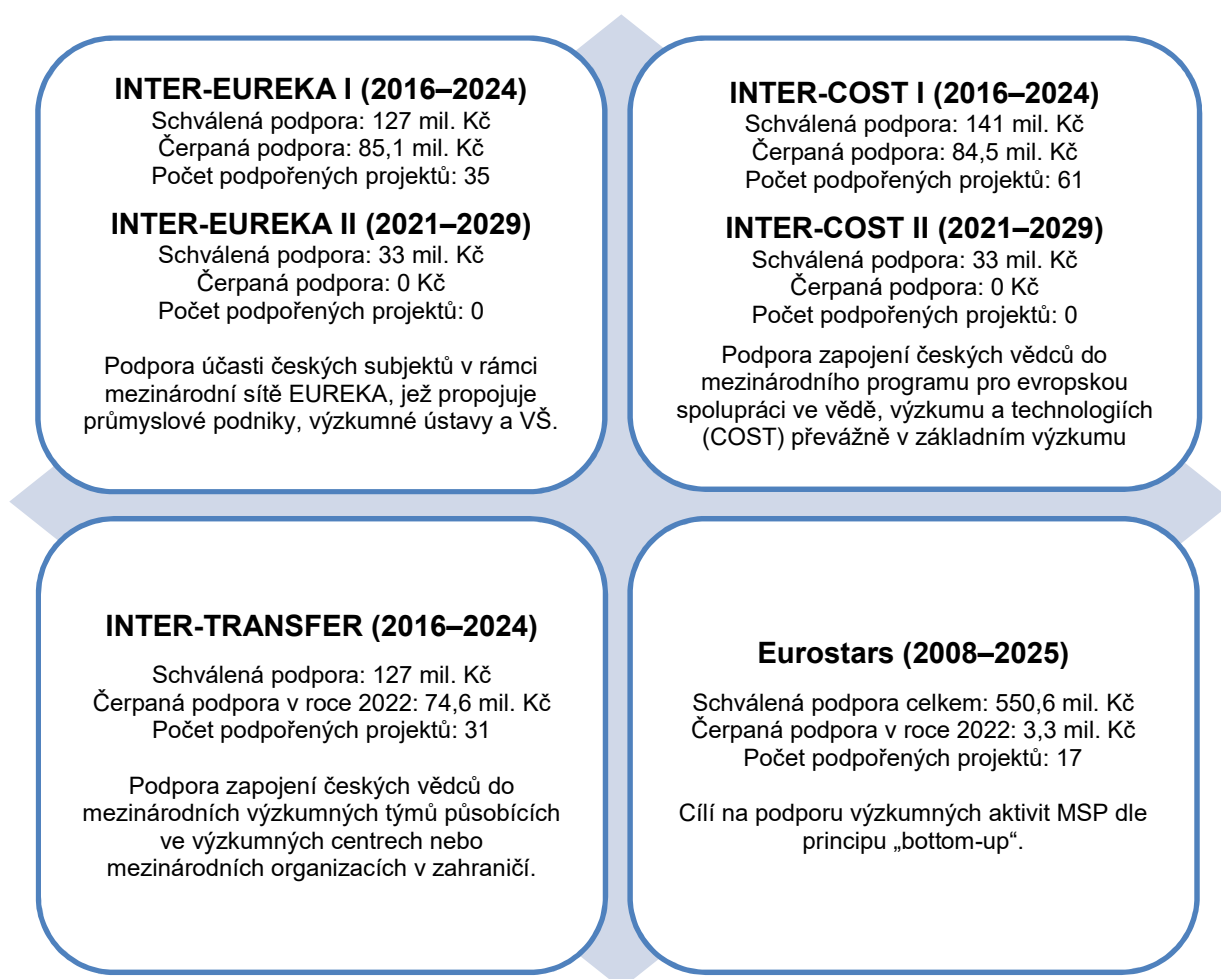 INTER-EUREKA I (2016–2024)
Schválená podpora: 127 mil. Kč
Čerpaná podpora: 85,1 mil. Kč
Počet podpořených projektů: 35
INTER-EUREKA II (2021–2029)
Schválená podpora: 33 mil. Kč
Čerpaná podpora: 0 Kč
Počet podpořených projektů: 0
Podpora účasti českých subjektů v rámci
mezinárodní sítě EUREKA, jež propojuje
průmyslové podniky, výzkumné ústavy a VŠ.
INTER-COST I (2016–2024)
Schválená podpora: 141 mil. Kč
Čerpaná podpora: 84,5 mil. Kč
Počet podpořených projektů: 61
INTER-COST II (2021–2029)
Schválená podpora: 33 mil. Kč
Čerpaná podpora: 0 Kč
Počet podpořených projektů: 0
Podpora zapojení českých vědců do
mezinárodního programu pro evropskou
spolupráci ve vědě, výzkumu a technologiích
(COST) převážně v základním výzkumu
INTER-TRANSFER (2016–2024)
Schválená podpora: 127 mil. Kč
Čerpaná podpora v roce 2022: 74,6 mil. Kč
Počet podpořených projektů: 31
Podpora zapojení českých vědců do
mezinárodních výzkumných týmů působících
ve výzkumných centrech nebo
mezinárodních organizacích v zahraničí.
Eurostars (2008–2025)
Schválená podpora celkem: 550,6 mil. Kč
Čerpaná podpora v roce 2022: 3,3 mil. Kč
Počet podpořených projektů: 17
Cílí na podporu výzkumných aktivit MSP dle
principu „bottom-up“.